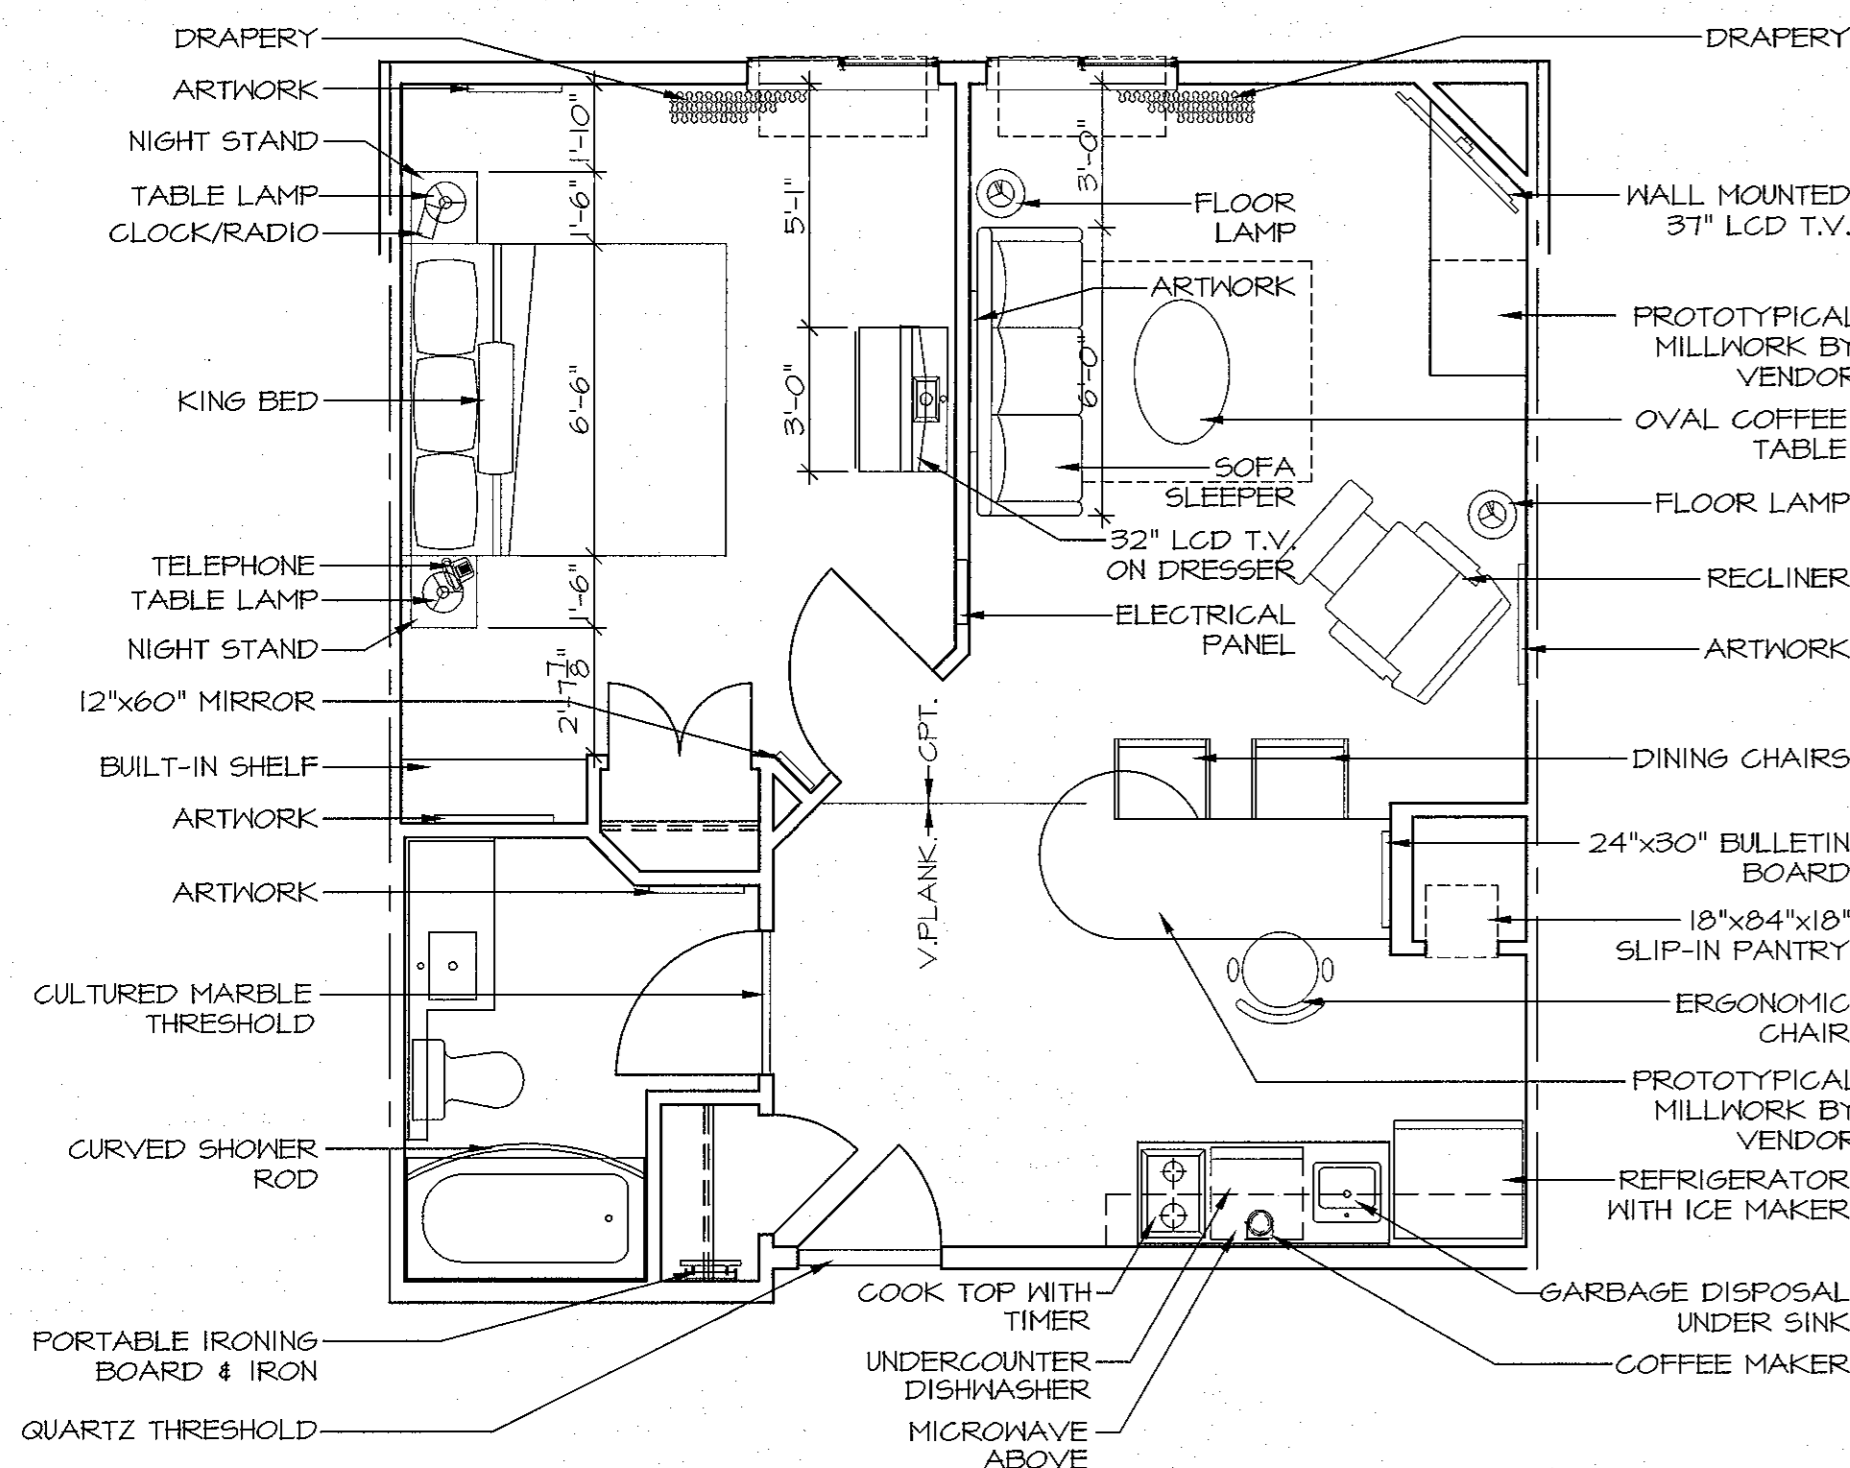 DRAPERY
ARTWORK
NIGHT STAND
TABLE LAMP
CLOCK/RADIO
KING BED
TELEPHONE
TABLE LAMP
NIGHT STAND
12"x60" MIRROR
BUILT-IN SHELF
ARTWORK
ARTWORK
CULTURED MARBLE
THRESHOLD
CURVED SHOWER
ROD
PORTABLE IRONING
BOARD & IRON
QUARTZ THRESHOLD
1'-10"
1'-6"
6'-6"
1'-6"
2'-7 7/8"
5'-1"
3'-0"
3'-0"
6'-0"
FLOOR
LAMP
ARTWORK
SOFA
SLEEPER
32" LCD T.V.
ON DRESSER
ELECTRICAL
PANEL
CPT.
V.PLANK.
COOK TOP WITH
TIMER
UNDERCOUNTER
DISHWASHER
MICROWAVE
ABOVE
DRAPERY
WALL MOUNTED
37" LCD T.V.
PROTOTYPICAL
MILLWORK BY
VENDOR
OVAL COFFEE
TABLE
FLOOR LAMP
RECLINER
ARTWORK
DINING CHAIRS
24"x30" BULLETIN
BOARD
18"x84"x18"
SLIP-IN PANTRY
ERGONOMIC
CHAIR
PROTOTYPICAL
MILLWORK BY
VENDOR
REFRIGERATOR
WITH ICE MAKER
GARBAGE DISPOSAL
UNDER SINK
COFFEE MAKER